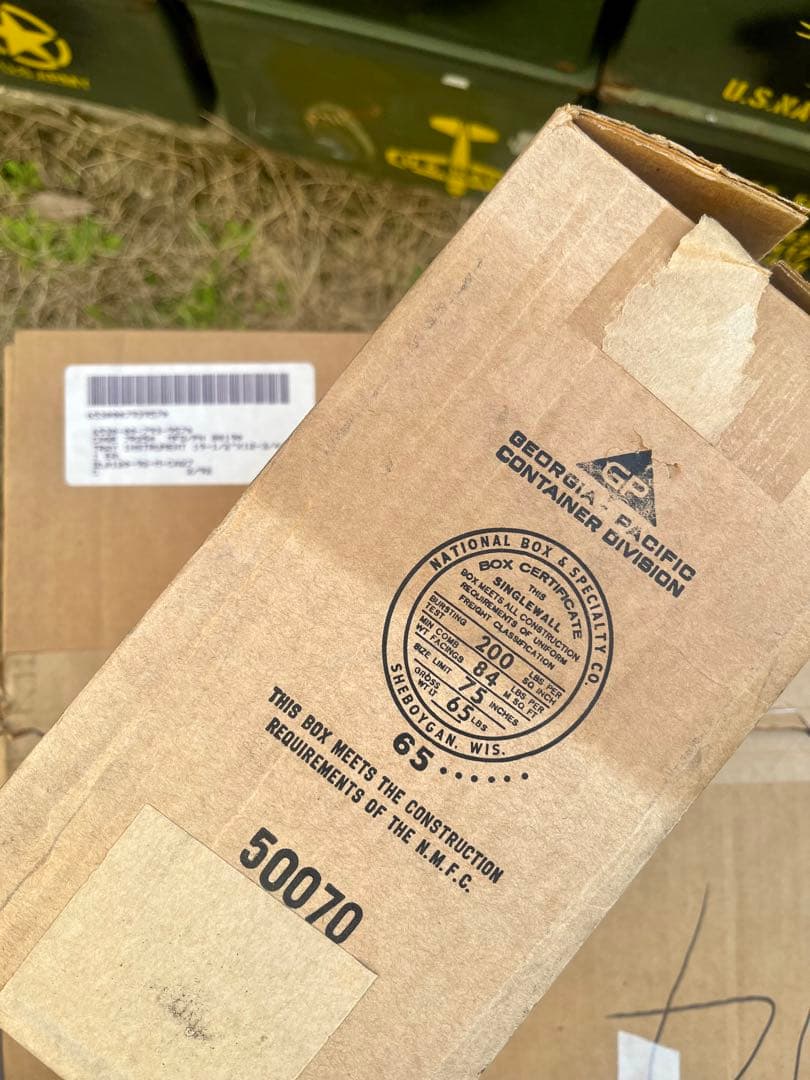 U.S. ARMY
U.S.NA
GEORGIA - PACIFIC
GP
CONTAINER DIVISION
NATIONAL BOX & SPECIALTY CO.
BOX CERTIFICATE
THIS
SINGLEWALL
BOX MEETS ALL CONSTRUCTION
REQUIREMENTS OF UNIFORM
FREIGHT CLASSIFICATION
BURSTING TEST 200 LBS PER SQ INCH
MIN COMB WT FACINGS 84 LBS PER M SQ FT
SIZE LIMIT 75 INCHES
GROSS WT LT 65 LBS
SHEBOYGAN, WIS.
65......
THIS BOX MEETS THE CONSTRUCTION
REQUIREMENTS OF THE N.M.F.C.
50070